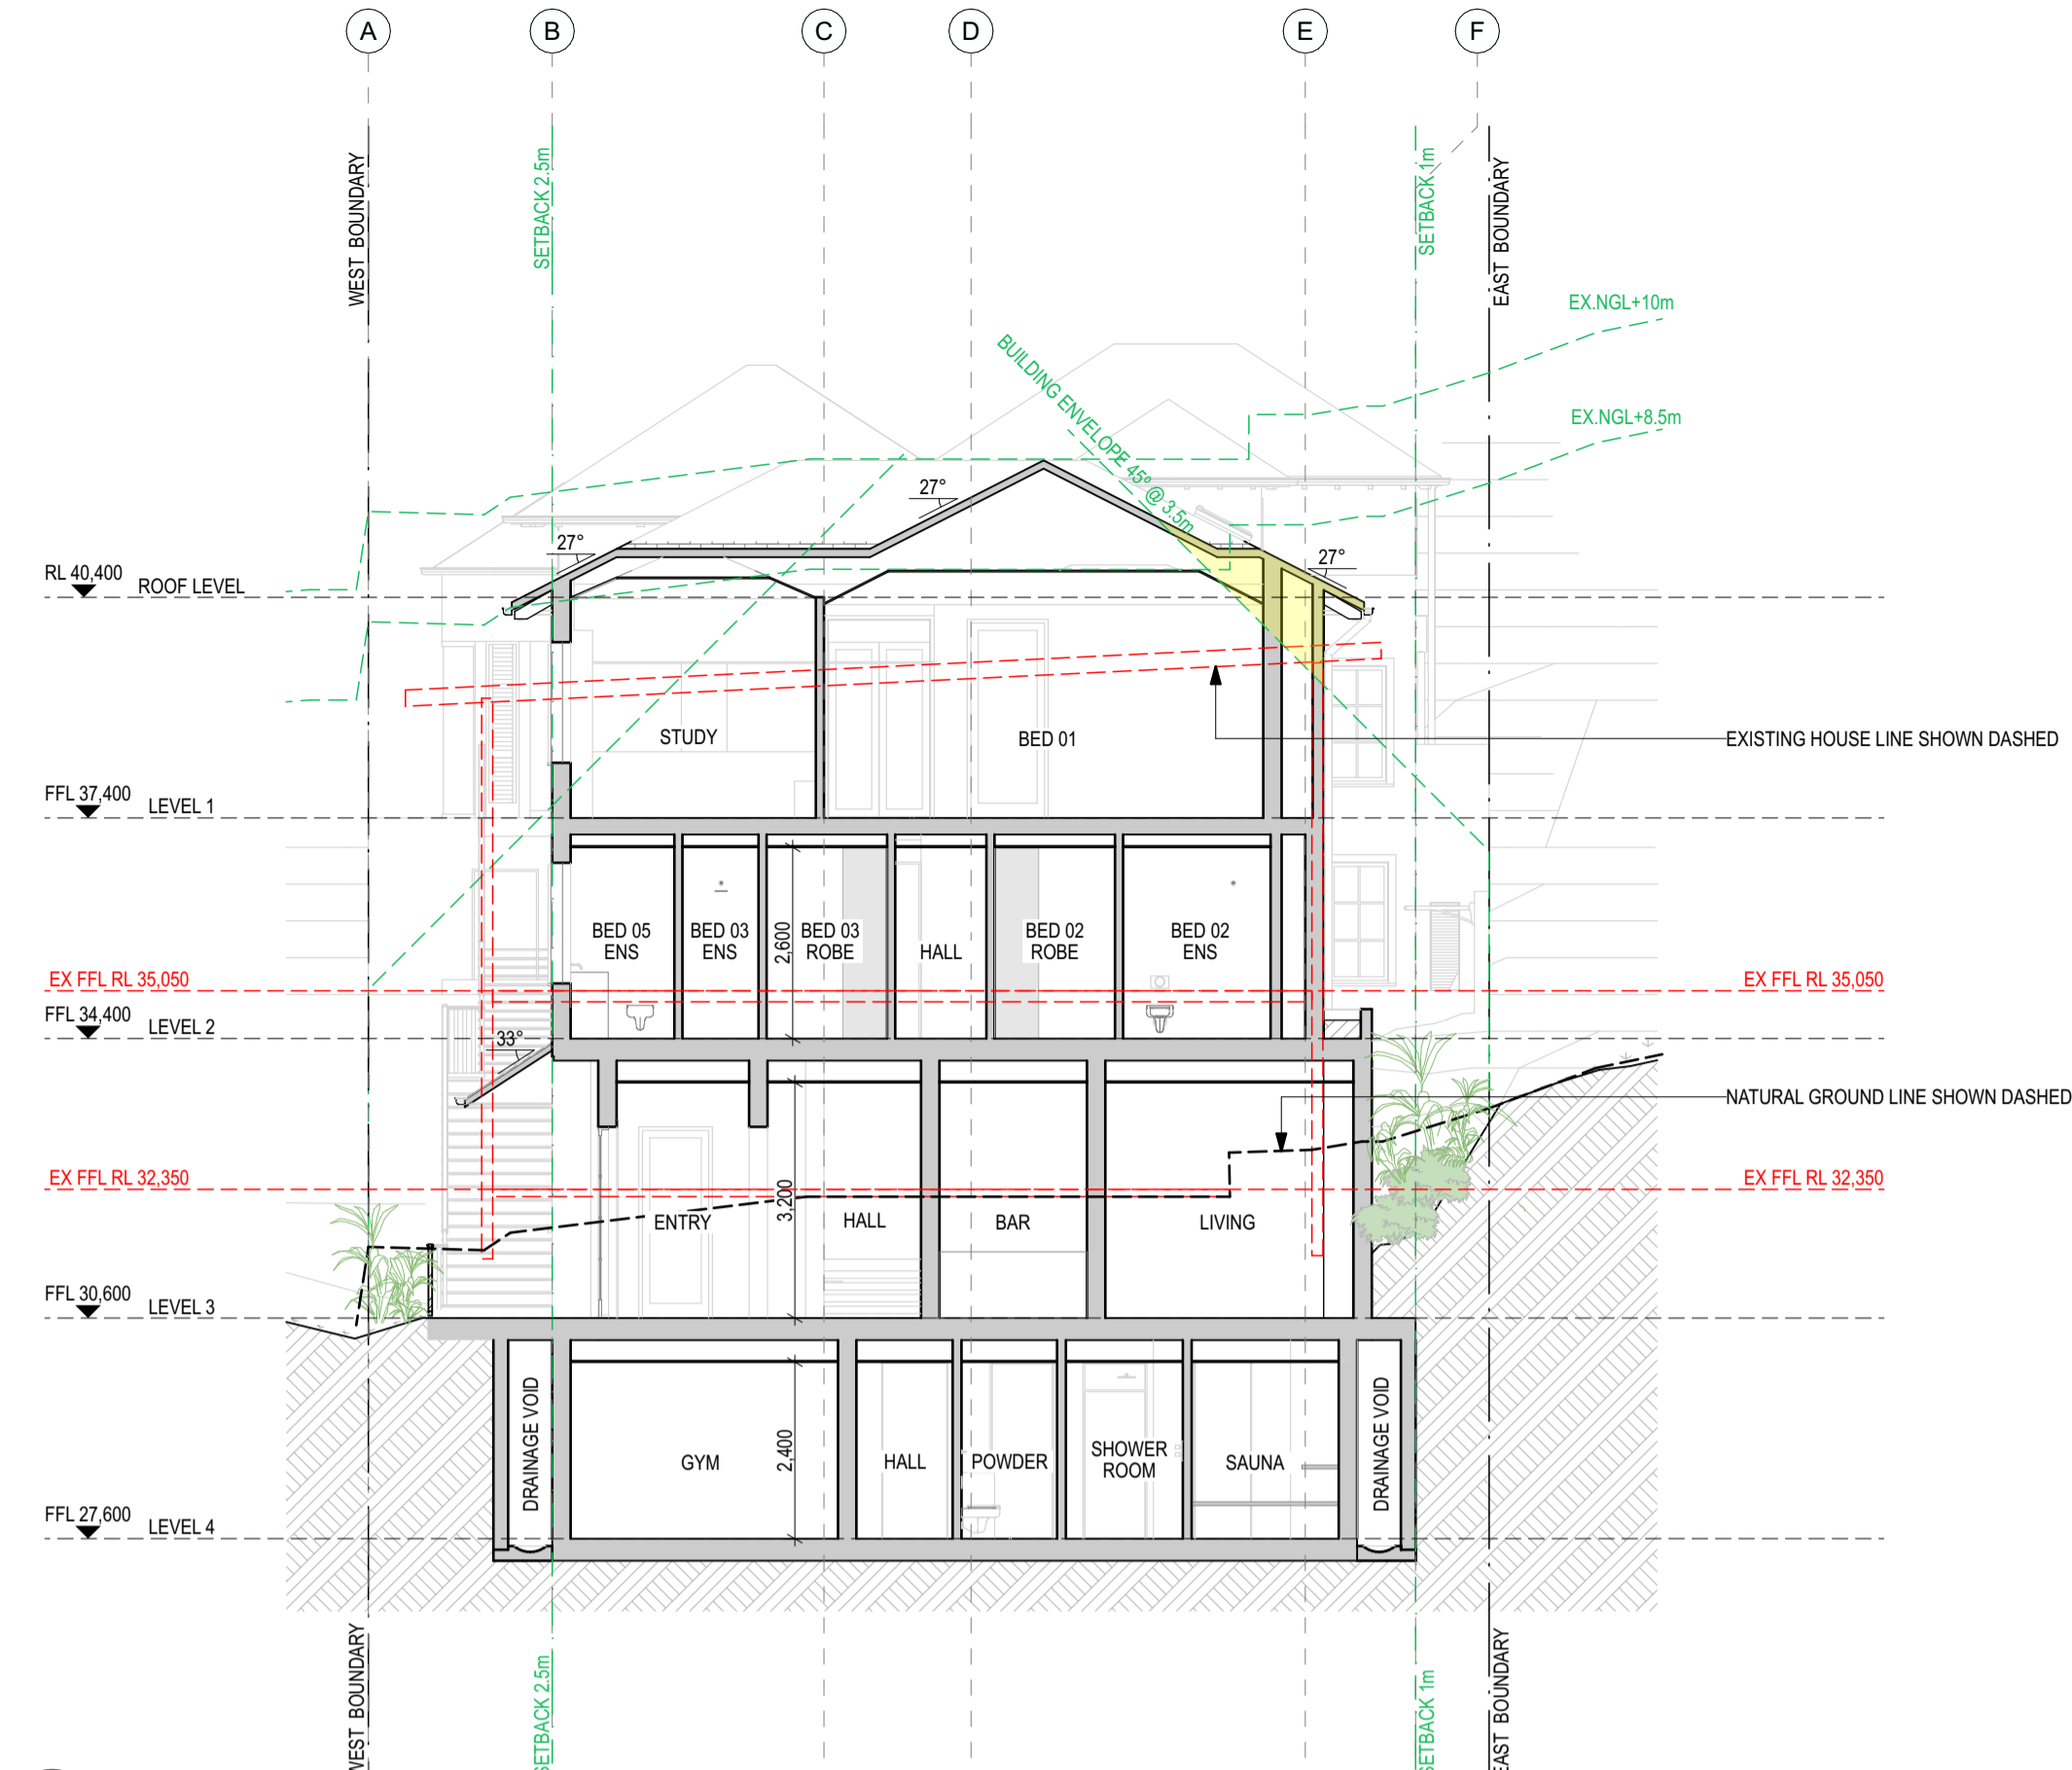 A
B
C
D
E
F
WEST BOUNDARY
SETBACK 2.5m
SETBACK 1m
EAST BOUNDARY
EX.NGL+10m
EX.NGL+8.5m
BUILDING ENVELOPE 45º @ 3.5m
27°
27°
27°
RL 40,400
ROOF LEVEL
STUDY
BED 01
EXISTING HOUSE LINE SHOWN DASHED
FFL 37,400
LEVEL 1
BED 05
ENS
BED 03
ENS
2,600
BED 03
ROBE
HALL
BED 02
ROBE
BED 02
ENS
EX FFL RL 35,050
EX FFL RL 35,050
FFL 34,400
LEVEL 2
33°
NATURAL GROUND LINE SHOWN DASHED
EX FFL RL 32,350
EX FFL RL 32,350
ENTRY
3,200
HALL
BAR
LIVING
FFL 30,600
LEVEL 3
DRAINAGE VOID
GYM
2,400
HALL
POWDER
SHOWER
ROOM
SAUNA
DRAINAGE VOID
FFL 27,600
LEVEL 4
WEST BOUNDARY
SETBACK 2.5m
SETBACK 1m
EAST BOUNDARY